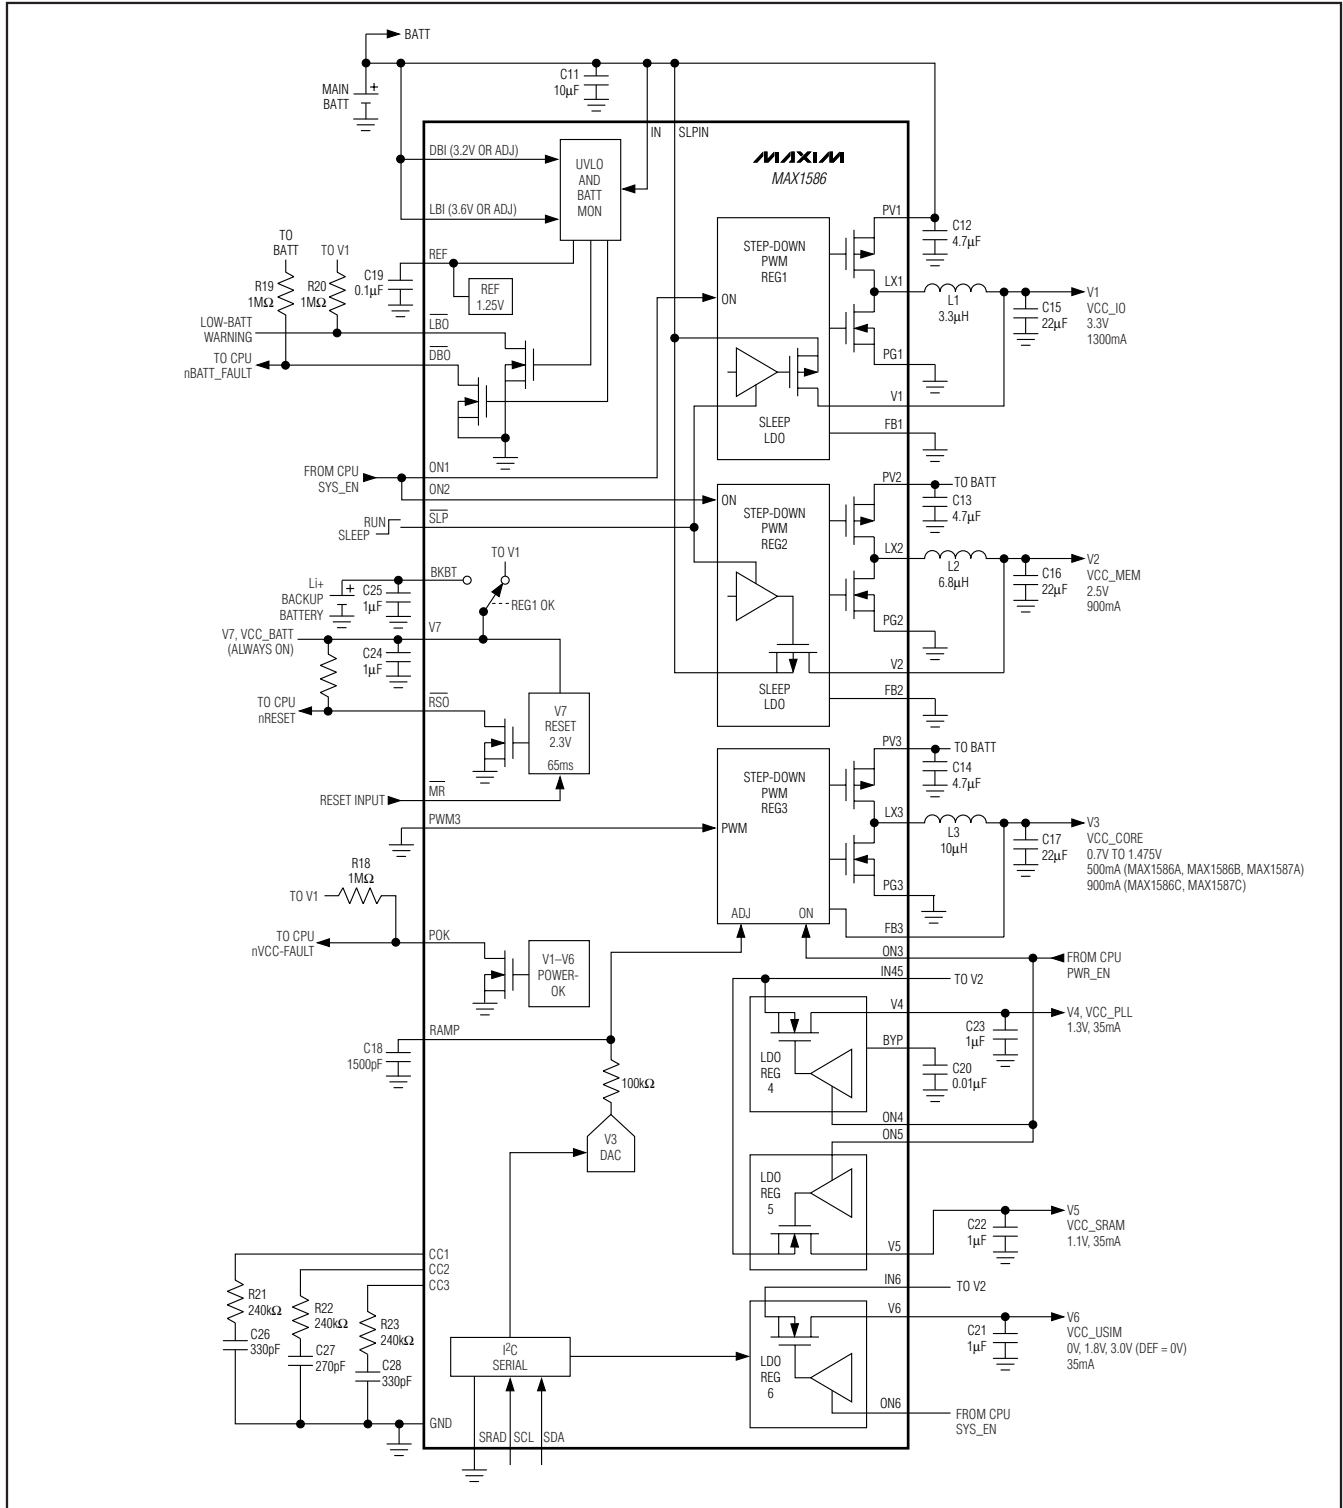 BATT
MAIN
BATT
+
C11
10µF
IN
SLPIN
DBI (3.2V OR ADJ)
LBI (3.6V OR ADJ)
UVLO
AND
BATT
MON
MAXIM
MAX1586
PV1
C12
4.7µF
STEP-DOWN
PWM
REG1
ON
LX1
L1
3.3µH
V1
VCC_IO
3.3V
1300mA
C15
22µF
PG1
V1
FB1
SLEEP
LDO
TO
BATT
TO V1
R19
1MΩ
R20
1MΩ
C19
0.1µF
REF
REF
1.25V
LOW-BATT
WARNING
LBO
TO CPU
nBATT_FAULT
DBO
FROM CPU
SYS_EN
ON1
ON2
RUN
SLEEP
SLP
ON
STEP-DOWN
PWM
REG2
PV2
TO BATT
C13
4.7µF
LX2
L2
6.8µH
V2
VCC_MEM
2.5V
900mA
C16
22µF
PG2
V2
FB2
SLEEP
LDO
Li+
BACKUP
BATTERY
+
C25
1µF
BKBT
TO V1
REG1 OK
V7, VCC_BATT
(ALWAYS ON)
V7
C24
1µF
TO CPU
nRESET
RSO
V7
RESET
2.3V
65ms
RESET INPUT
MR
PWM3
PWM
STEP-DOWN
PWM
REG3
ADJ
ON
PV3
TO BATT
C14
4.7µF
LX3
L3
10µH
V3
VCC_CORE
0.7V TO 1.475V
500mA (MAX1586A, MAX1586B, MAX1587A)
900mA (MAX1586C, MAX1587C)
C17
22µF
PG3
FB3
R18
1MΩ
TO V1
TO CPU
nVCC-FAULT
POK
V1–V6
POWER-
OK
ON3
FROM CPU
PWR_EN
IN45
TO V2
V4
V4, VCC_PLL
1.3V, 35mA
C23
1µF
BYP
C20
0.01µF
LDO
REG
4
ON4
ON5
RAMP
C18
1500pF
100kΩ
V3
DAC
LDO
REG
5
V5
V5
VCC_SRAM
1.1V, 35mA
C22
1µF
IN6
TO V2
V6
V6
VCC_USIM
0V, 1.8V, 3.0V (DEF = 0V)
35mA
C21
1µF
LDO
REG
6
ON6
FROM CPU
SYS_EN
CC1
CC2
CC3
R21
240kΩ
R22
240kΩ
R23
240kΩ
C26
330pF
C27
270pF
C28
330pF
I²C
SERIAL
GND
SRAD
SCL
SDA